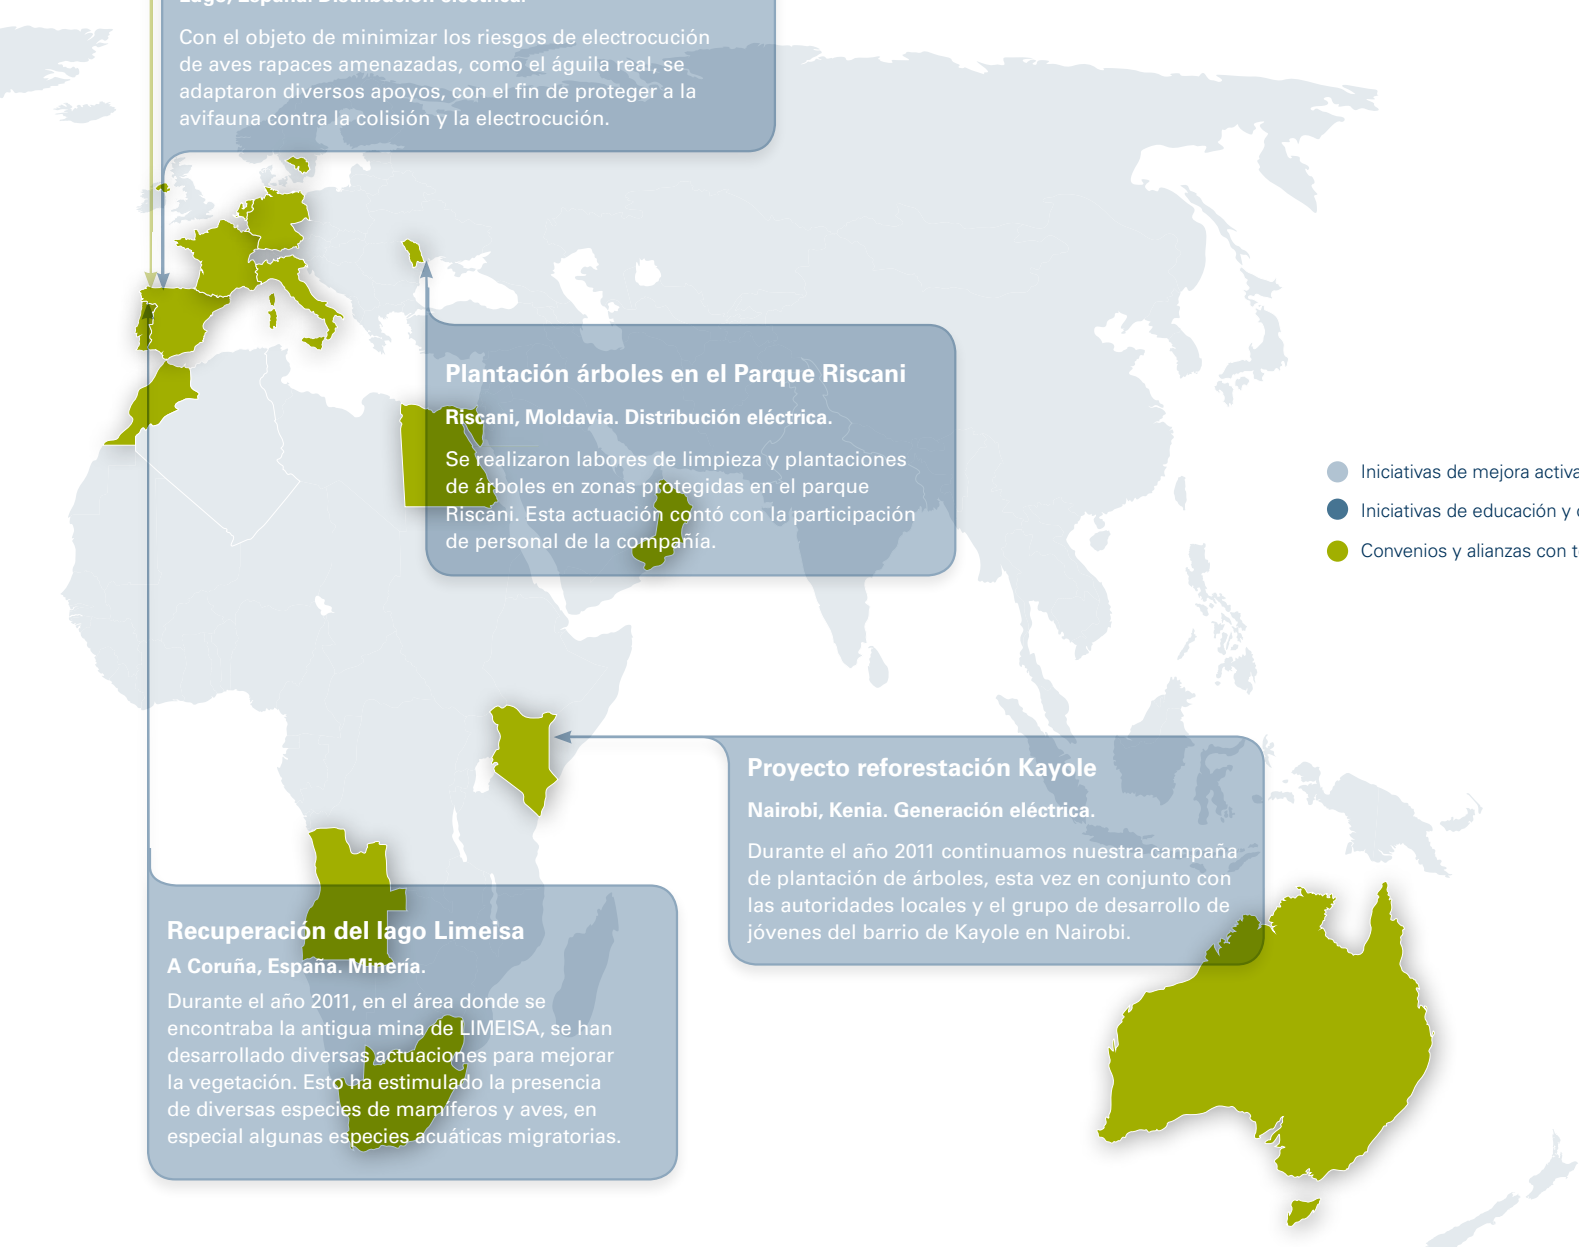 Con el objeto de minimizar los riesgos de electrocución
de aves rapaces amenazadas, como el águila real, se
adaptaron diversos apoyos, con el fin de proteger a la
avifauna contra la colisión y la electrocución.
Plantación árboles en el Parque Riscani
Riscani, Moldavia. Distribución eléctrica.
Se realizaron labores de limpieza y plantaciones
de árboles en zonas protegidas en el parque
Riscani. Esta actuación contó con la participación
de personal de la compañía.
Iniciativas de mejora activa
Iniciativas de educación y
Convenios y alianzas con
Proyecto reforestación Kayole
Nairobi, Kenia. Generación eléctrica.
Durante el año 2011 continuamos nuestra campaña
de plantación de árboles, esta vez en conjunto con
las autoridades locales y el grupo de desarrollo de
jóvenes del barrio de Kayole en Nairobi.
Recuperación del lago Limeisa
A Coruña, España. Minería.
Durante el año 2011, en el área donde se
encontraba la antigua mina de LIMEISA, se han
desarrollado diversas actuaciones para mejorar
la vegetación. Esto ha estimulado la presencia
de diversas especies de mamíferos y aves, en
especial algunas especies acuáticas migratorias.